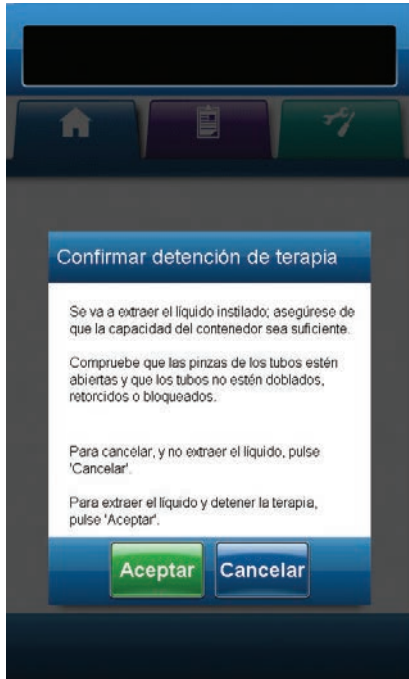 Confirmar detención de terapia
Se va a extraer el líquido instilado; asegúrese de
que la capacidad del contenedor sea suficiente.
Compruebe que las pinzas de los tubos estén
abiertas y que los tubos no estén doblados,
retorcidos o bloqueados.
Para cancelar, y no extraer el líquido, pulse
'Cancelar'.
Para extraer el líquido y detener la terapia,
pulse 'Aceptar'.
Aceptar Cancelar